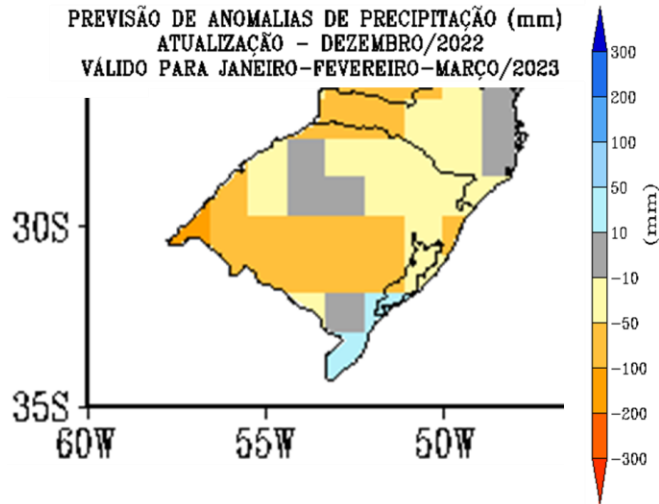 PREVISÃO DE ANOMALIAS DE PRECIPITAÇÃO (mm)
ATUALIZAÇÃO - DEZEMBRO/2022
VÁLIDO PARA JANEIRO-FEVEREIRO-MARÇO/2023
300
200
100
50
10
-10
-50
-100
-200
-300
(mm)
30S
35S
60W 55W 50W